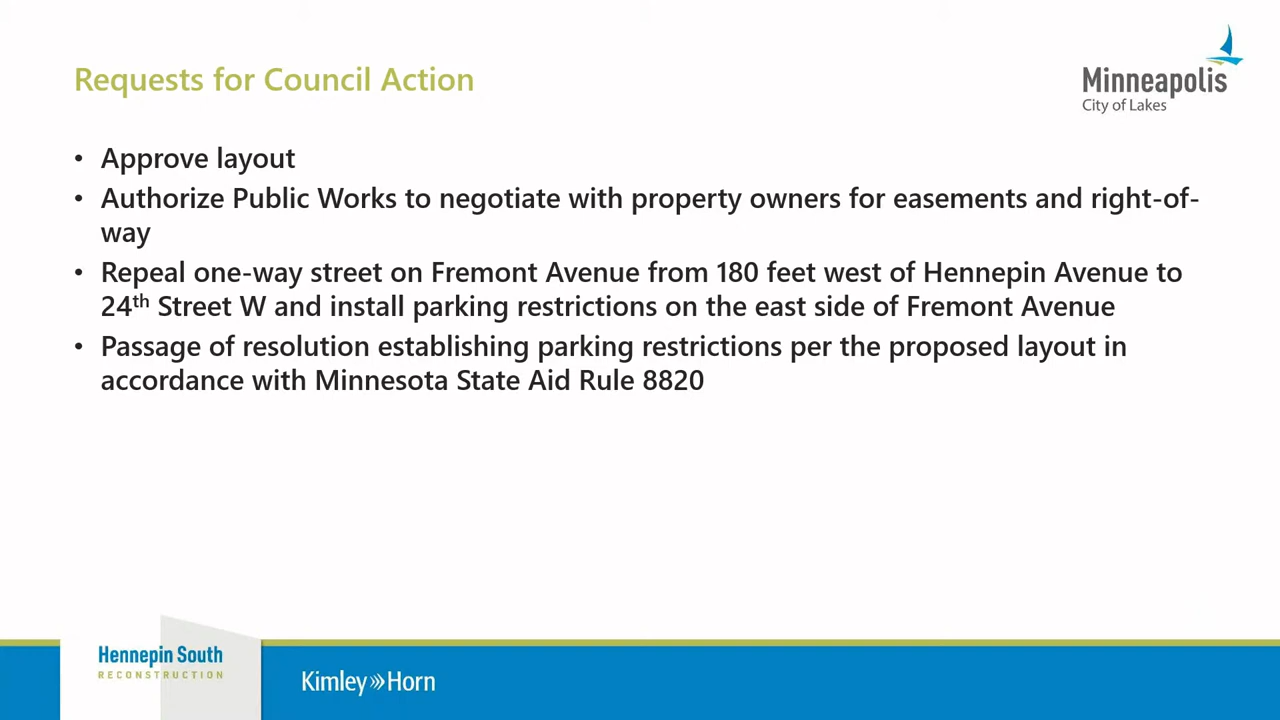 Requests for Council Action
Minneapolis
City of Lakes
• Approve layout
• Authorize Public Works to negotiate with property owners for easements and right-of-
way
• Repeal one-way street on Fremont Avenue from 180 feet west of Hennepin Avenue to
24th Street W and install parking restrictions on the east side of Fremont Avenue
• Passage of resolution establishing parking restrictions per the proposed layout in
accordance with Minnesota State Aid Rule 8820
Hennepin South
RECONSTRUCTION
Kimley»Horn